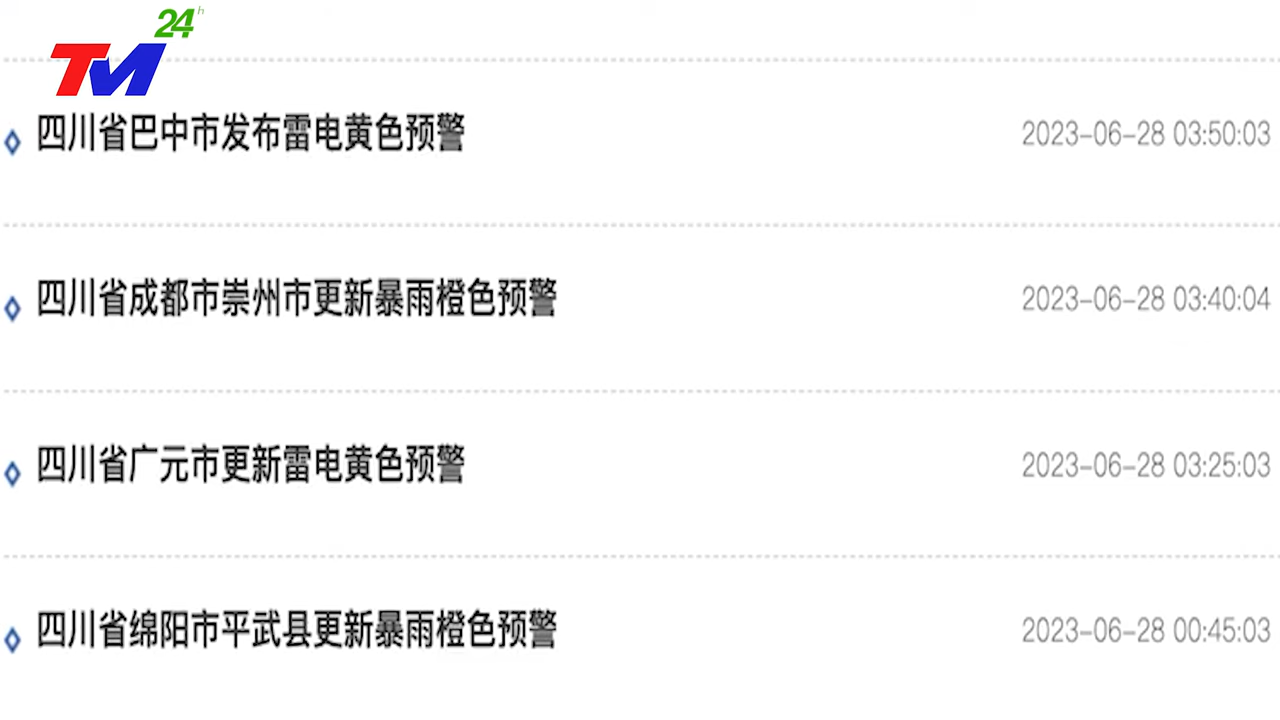 TM 24h
四川省巴中市发布雷电黄色预警 2023-06-28 03:50:03
四川省成都市崇州市更新暴雨橙色预警 2023-06-28 03:40:04
四川省广元市更新雷电黄色预警 2023-06-28 03:25:03
四川省绵阳市平武县更新暴雨橙色预警 2023-06-28 00:45:03